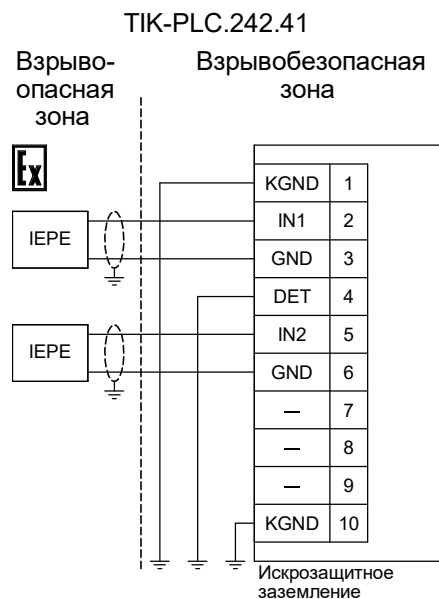 TIK-PLC.242.41
Взрыво-
опасная
зона
Взрывобезопасная
зона
Ex
KGND 1
IEPE
IN1 2
GND 3
DET 4
IEPE
IN2 5
GND 6
— 7
— 8
— 9
KGND 10
Искрозащитное
заземление